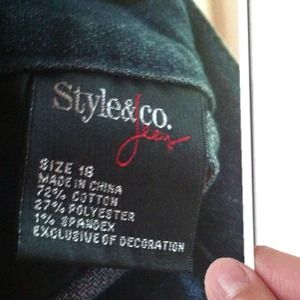 Style&co.
Jeans
SIZE 18
MADE IN CHINA
72% COTTON
27% POLYESTER
1% SPANDEX
EXCLUSIVE OF DECORATION